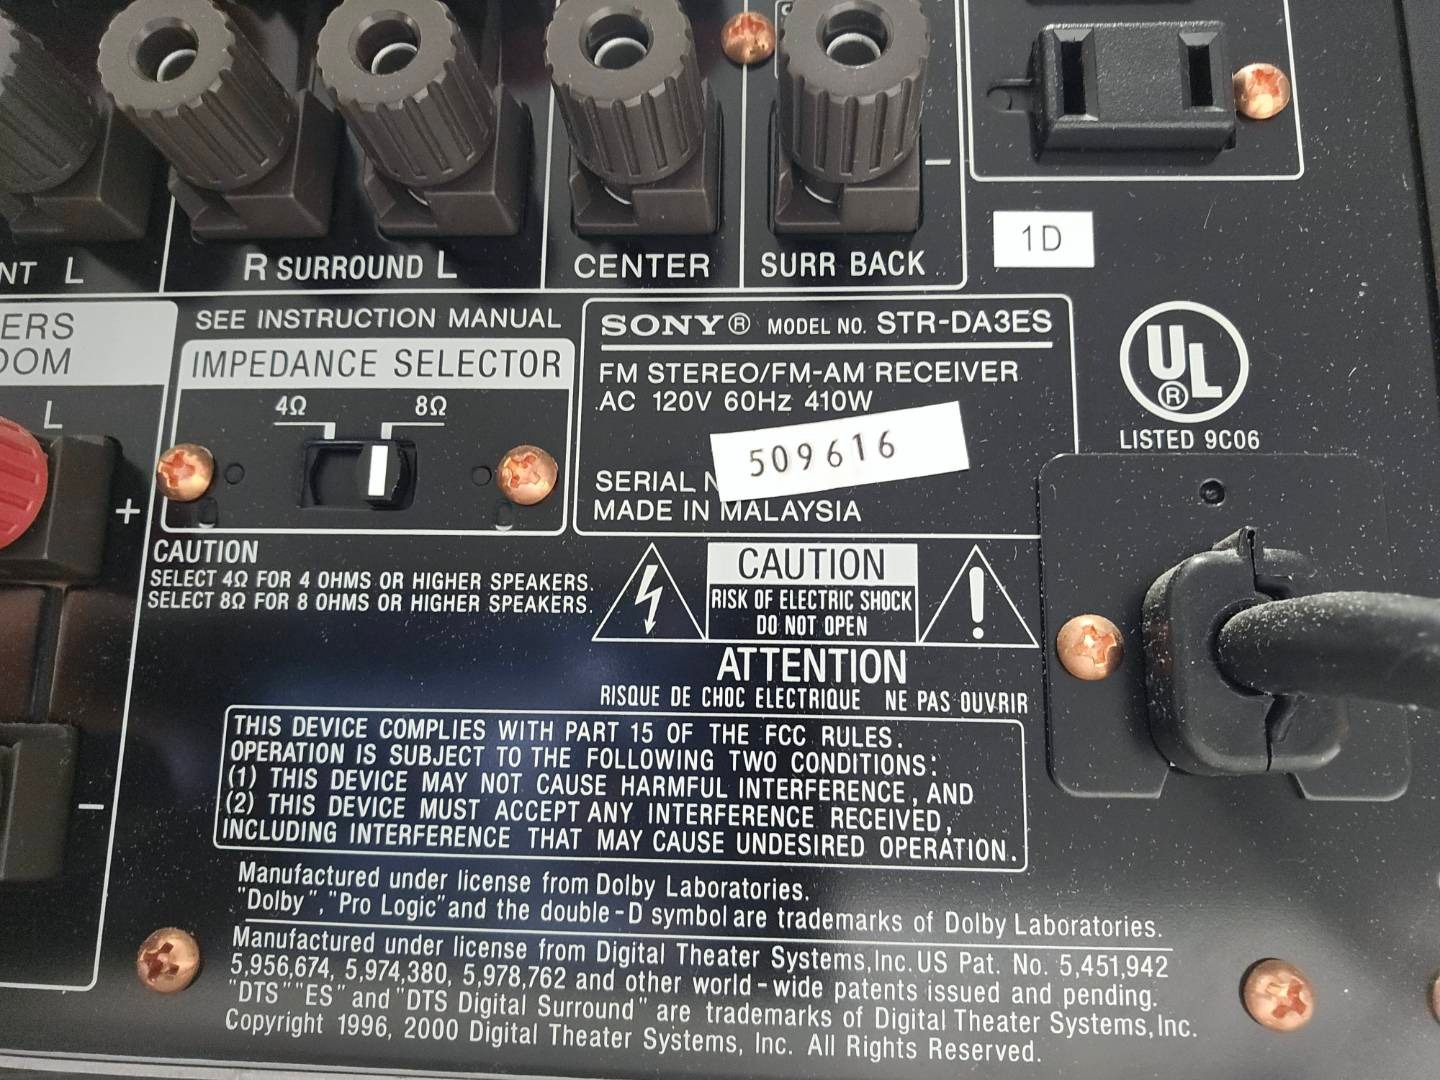 NT L
R SURROUND L
CENTER
SURR BACK
−
1D
ERS
OOM
L
+
−
SEE INSTRUCTION MANUAL
IMPEDANCE SELECTOR
4Ω 8Ω
CAUTION
SELECT 4Ω FOR 4 OHMS OR HIGHER SPEAKERS.
SELECT 8Ω FOR 8 OHMS OR HIGHER SPEAKERS.
SONY® MODEL NO. STR-DA3ES
FM STEREO/FM-AM RECEIVER
AC 120V 60Hz 410W
SERIAL N 509616
MADE IN MALAYSIA
UL ®
LISTED 9C06
CAUTION
RISK OF ELECTRIC SHOCK
DO NOT OPEN
ATTENTION
RISQUE DE CHOC ELECTRIQUE NE PAS OUVRIR
THIS DEVICE COMPLIES WITH PART 15 OF THE FCC RULES.
OPERATION IS SUBJECT TO THE FOLLOWING TWO CONDITIONS:
(1) THIS DEVICE MAY NOT CAUSE HARMFUL INTERFERENCE, AND
(2) THIS DEVICE MUST ACCEPT ANY INTERFERENCE RECEIVED,
INCLUDING INTERFERENCE THAT MAY CAUSE UNDESIRED OPERATION.
Manufactured under license from Dolby Laboratories.
"Dolby", "Pro Logic" and the double-D symbol are trademarks of Dolby Laboratories.
Manufactured under license from Digital Theater Systems,Inc. US Pat. No. 5,451,942
5,956,674, 5,974,380, 5,978,762 and other world-wide patents issued and pending.
"DTS" "ES" and "DTS Digital Surround" are trademarks of Digital Theater Systems, Inc.
Copyright 1996, 2000 Digital Theater Systems, Inc. All Rights Reserved.